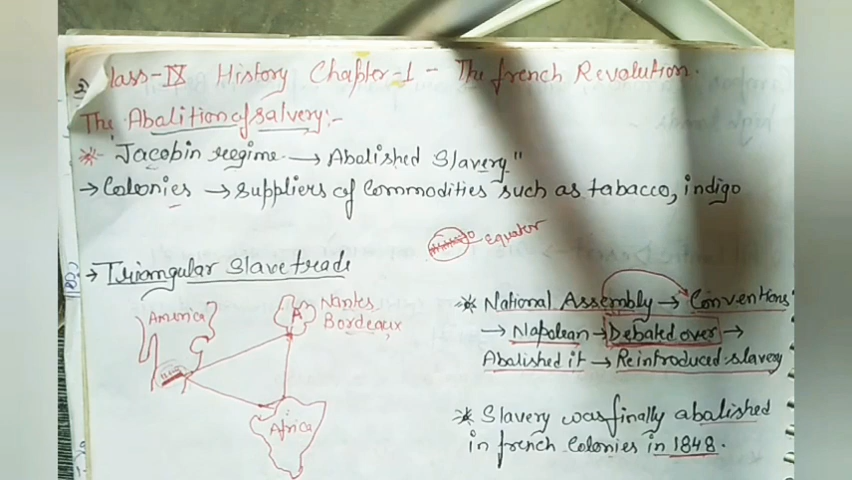 Class-IX History Chapter-1 - The french Revolution.
The Abalition of salvery:-
"Jacobin reegime → Abolished Slavery"
→ Colonies → Suppliers of Commodities such as tabacco, indigo
Equator
→ Triangular Slave trade
America
A
Nantes
Bordeaux
Africa
National Assembly → Conventions
→ Napolean → Debated over →
Abalished it → Reintroduced slavery
Slavery was finally abalished
in french Colonies in 1848.